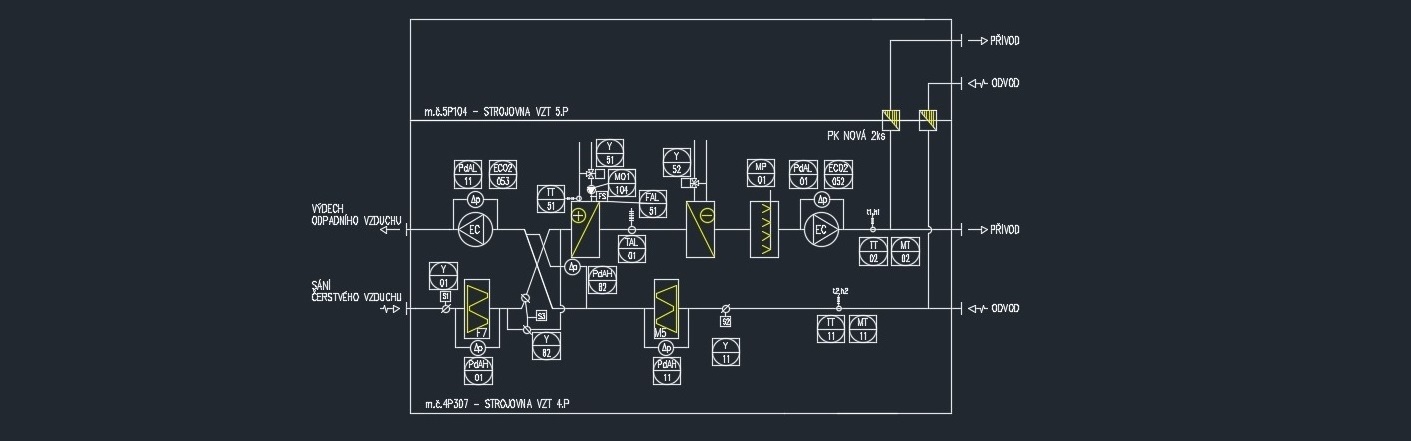 PŘÍVOD
ODVOD
m.č.5P104 - STROJOVNA VZT 5.P
PK NOVÁ 2ks
Y
51
Y
52
PdAL
11
ECO2
053
MO1
104
MP
01
PdAL
01
ECO2
052
TT
51
FS
FAL
51
Δp
Δp
VÝDECH
ODPADNÍHO VZDUCHU
t1,h1
EC
EC
PŘÍVOD
TAL
01
TT
02
MT
02
Y
01
Δp
PdAH
82
SÁNÍ
ČERSTVÉHO VZDUCHU
S1
t2,h2
ODVOD
S3
S2
F7
M5
TT
11
MT
11
Y
82
Δp
Δp
Y
11
PdAH
01
PdAH
11
m.č.4P307 - STROJOVNA VZT 4.P